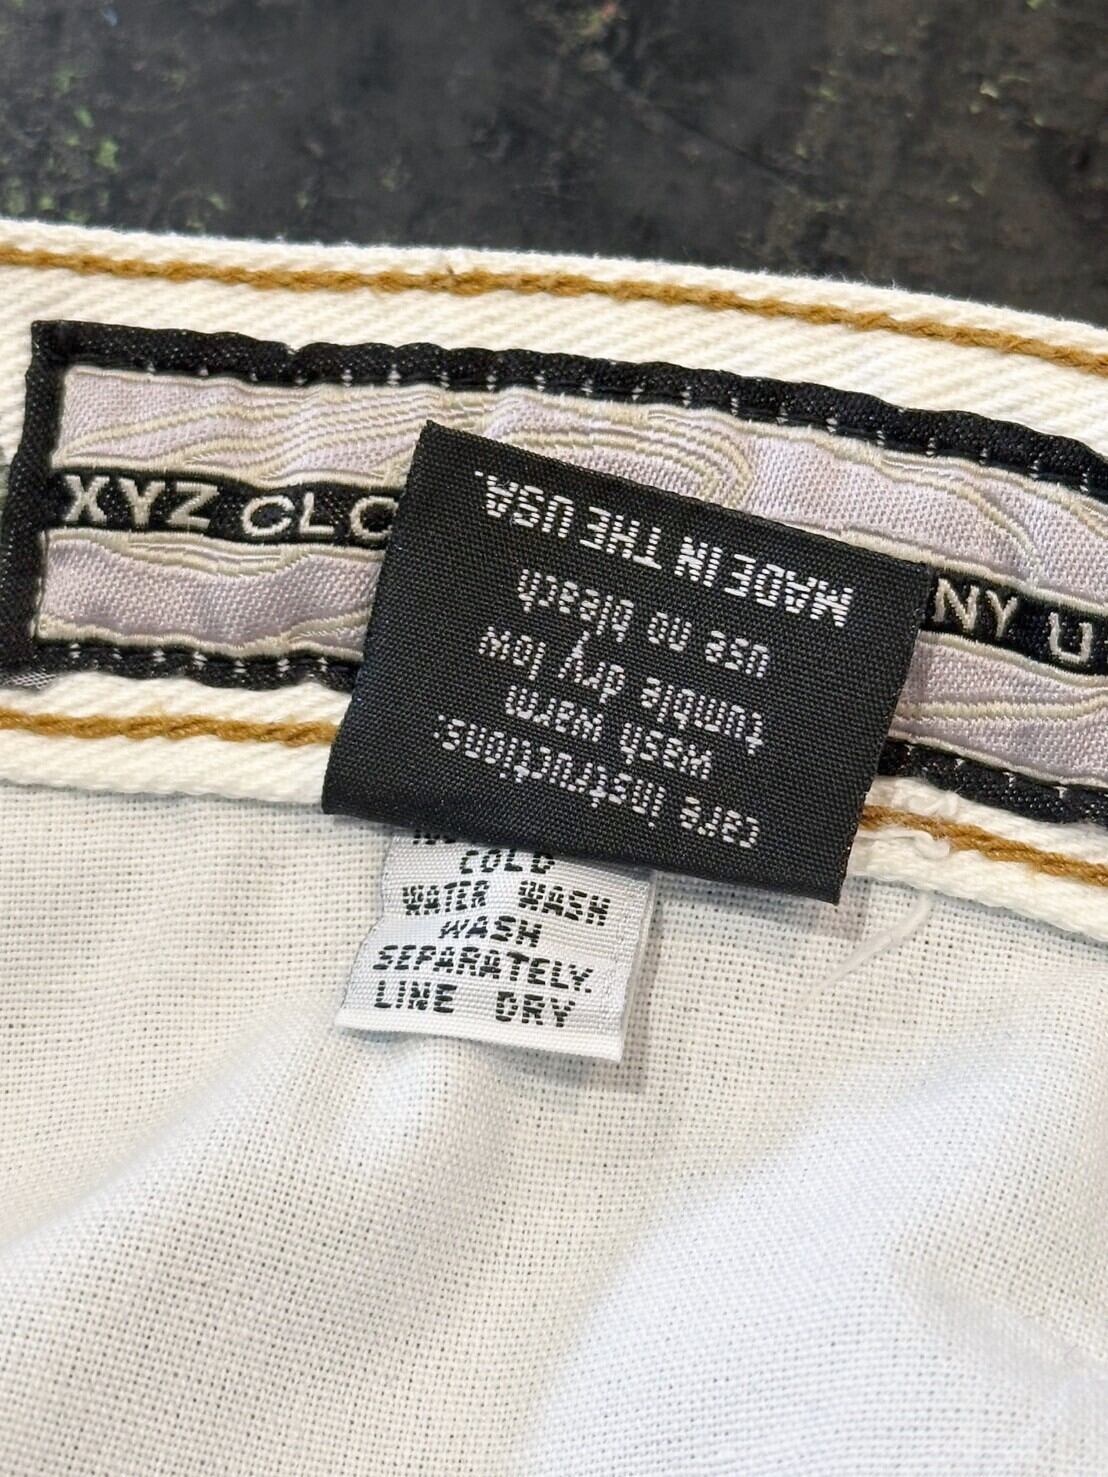 XYZ CLO
NY U
care instructions.
wash warm
tumble dry low
use no bleach
MADE IN THE USA.
COLD
WATER WASH
WASH
SEPARATELY.
LINE DRY